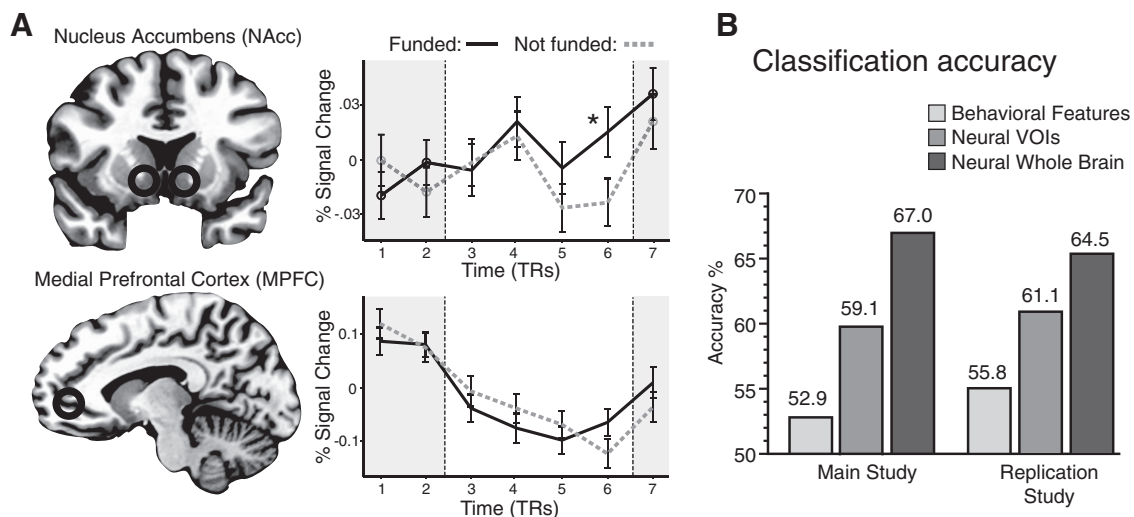 A
Nucleus Accumbens (NAcc)
Funded:
Not funded:
% Signal Change
.03
0
-.03
*
1 2 3 4 5 6 7
Time (TRs)
Medial Prefrontal Cortex (MPFC)
% Signal Change
0.1
0
-0.1
1 2 3 4 5 6 7
Time (TRs)
B
Classification accuracy
Behavioral Features
Neural VOIs
Neural Whole Brain
Accuracy %
70
65
60
55
50
52.9
59.1
67.0
55.8
61.1
64.5
Main Study
Replication
Study